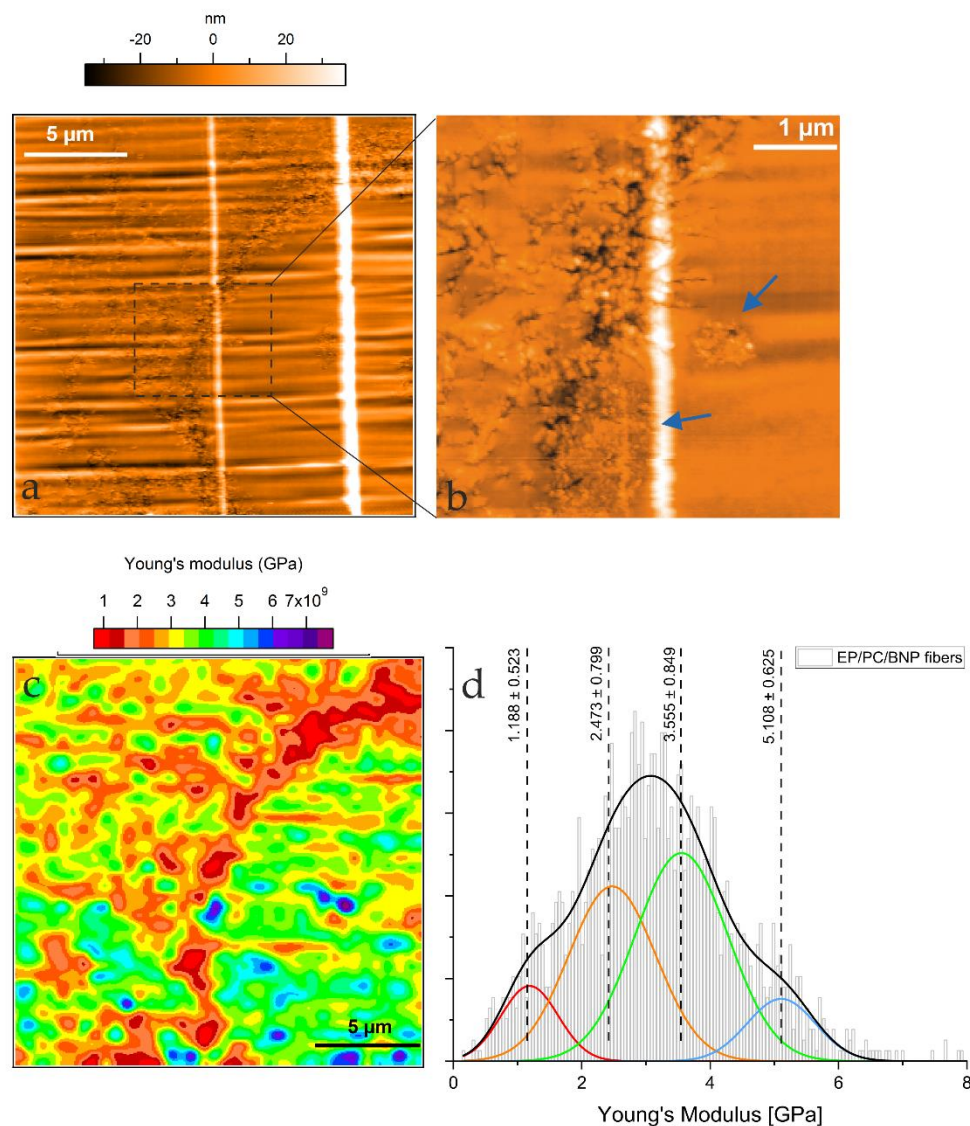 nm
-20 0 20
5 µm
1 µm
a
b
Young's modulus (GPa)
1 2 3 4 5 6 7x10⁹
c
5 µm
d
EP/PC/BNP fibers
1.188 ± 0.523
2.473 ± 0.799
3.555 ± 0.849
5.108 ± 0.625
0 2 4 6 8
Young's Modulus [GPa]